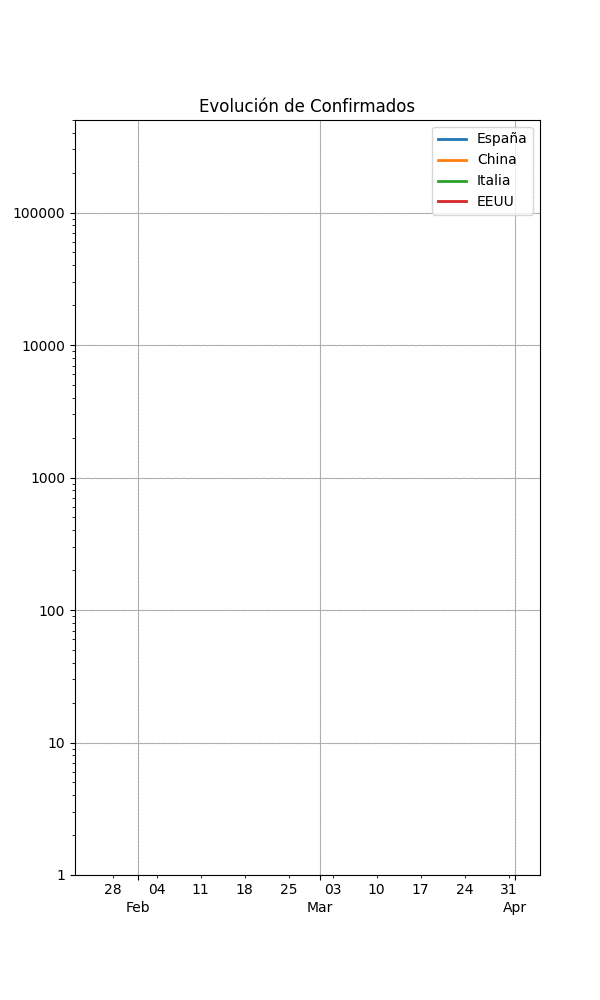 Evolución de Confirmados
España
China
Italia
EEUU
100000
10000
1000
100
10
1
28 04 11 18 25 03 10 17 24 31
Feb Mar Apr